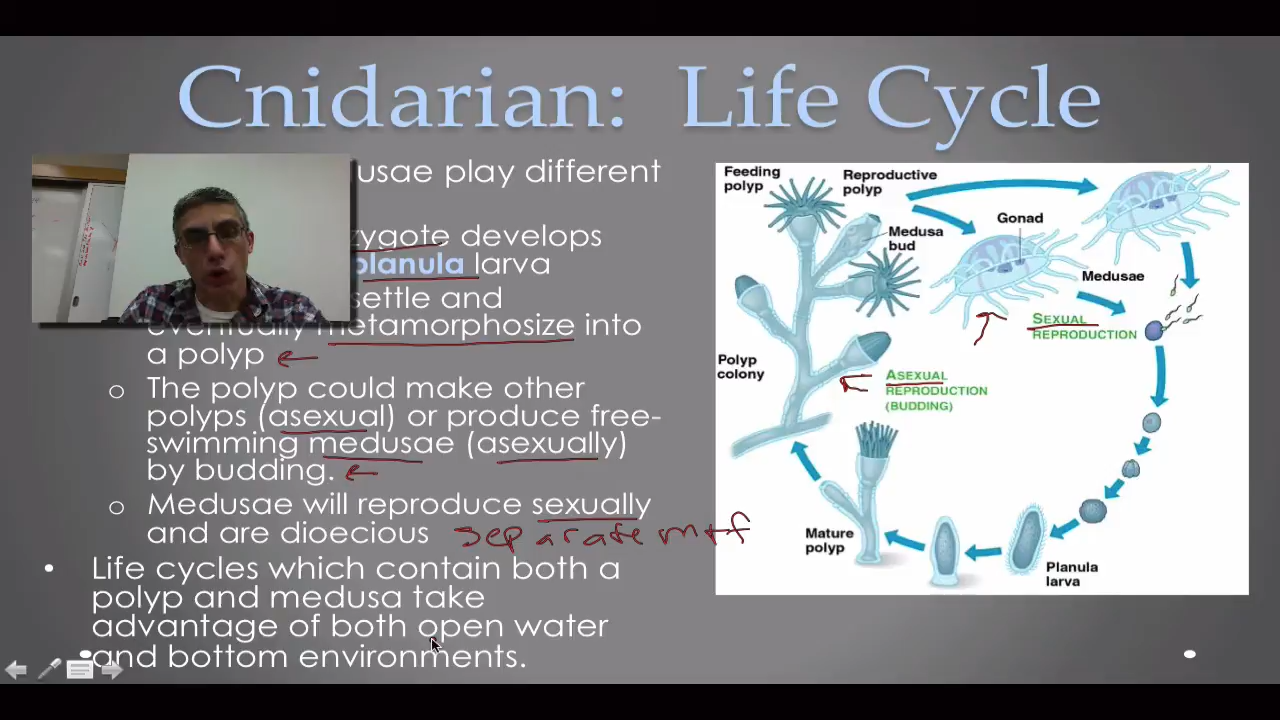 Cnidarian: Life Cycle
usae play different
zygote develops
planula larva
settle and
eventually metamorphosize into
a polyp
o The polyp could make other
polyps (asexual) or produce free-
swimming medusae (asexually)
by budding.
o Medusae will reproduce sexually
and are dioecious separate m+f
• Life cycles which contain both a
polyp and medusa take
advantage of both open water
and bottom environments.
Feeding
polyp
Reproductive
polyp
Medusa
bud
Gonad
Medusae
SEXUAL
REPRODUCTION
Polyp
colony
ASEXUAL
REPRODUCTION
(BUDDING)
Mature
polyp
Planula
larva